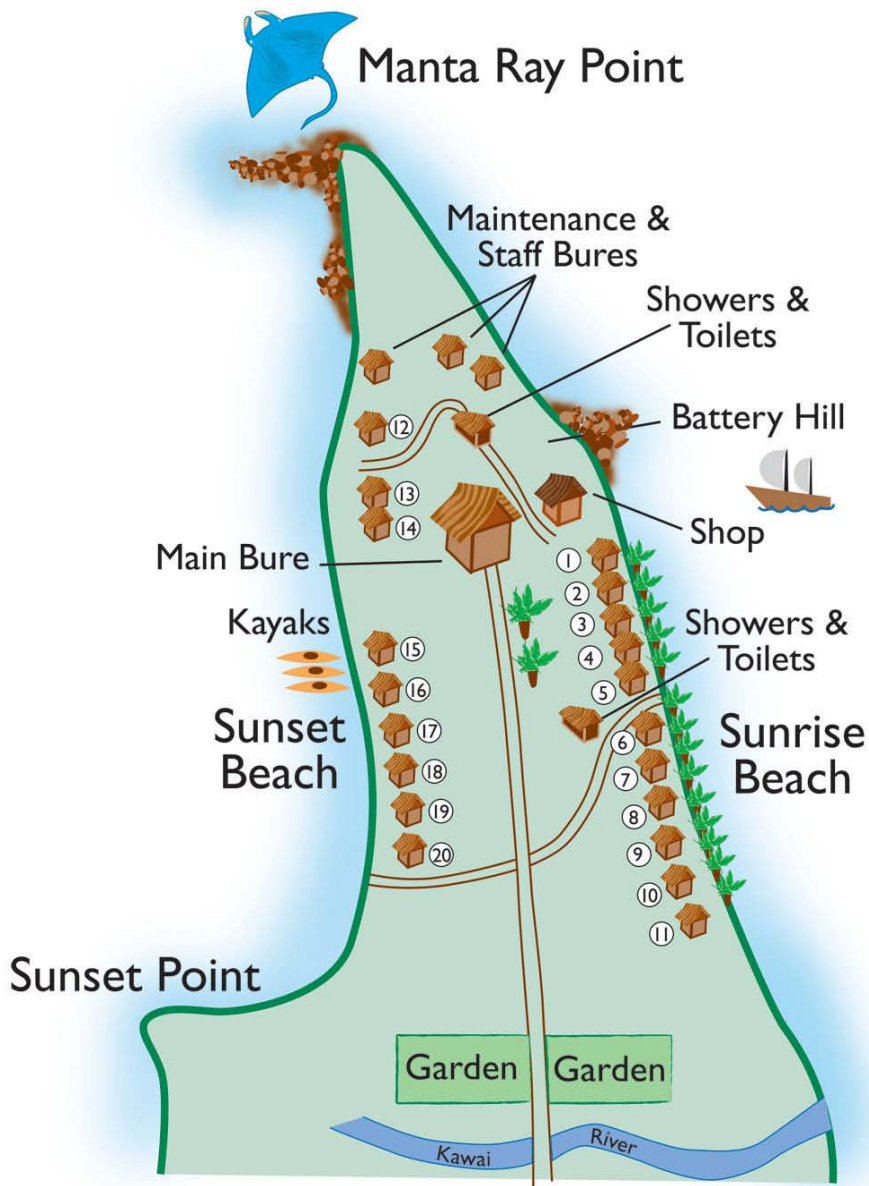 Manta Ray Point
Maintenance &
Staff Bures
Showers &
Toilets
Battery Hill
12
13
14
Shop
Main Bure
1
2
3
4
5
Kayaks
Showers &
Toilets
15
16
17
18
19
20
Sunset
Beach
Sunrise
Beach
6
7
8
9
10
11
Sunset Point
Garden
Garden
Kawai
River